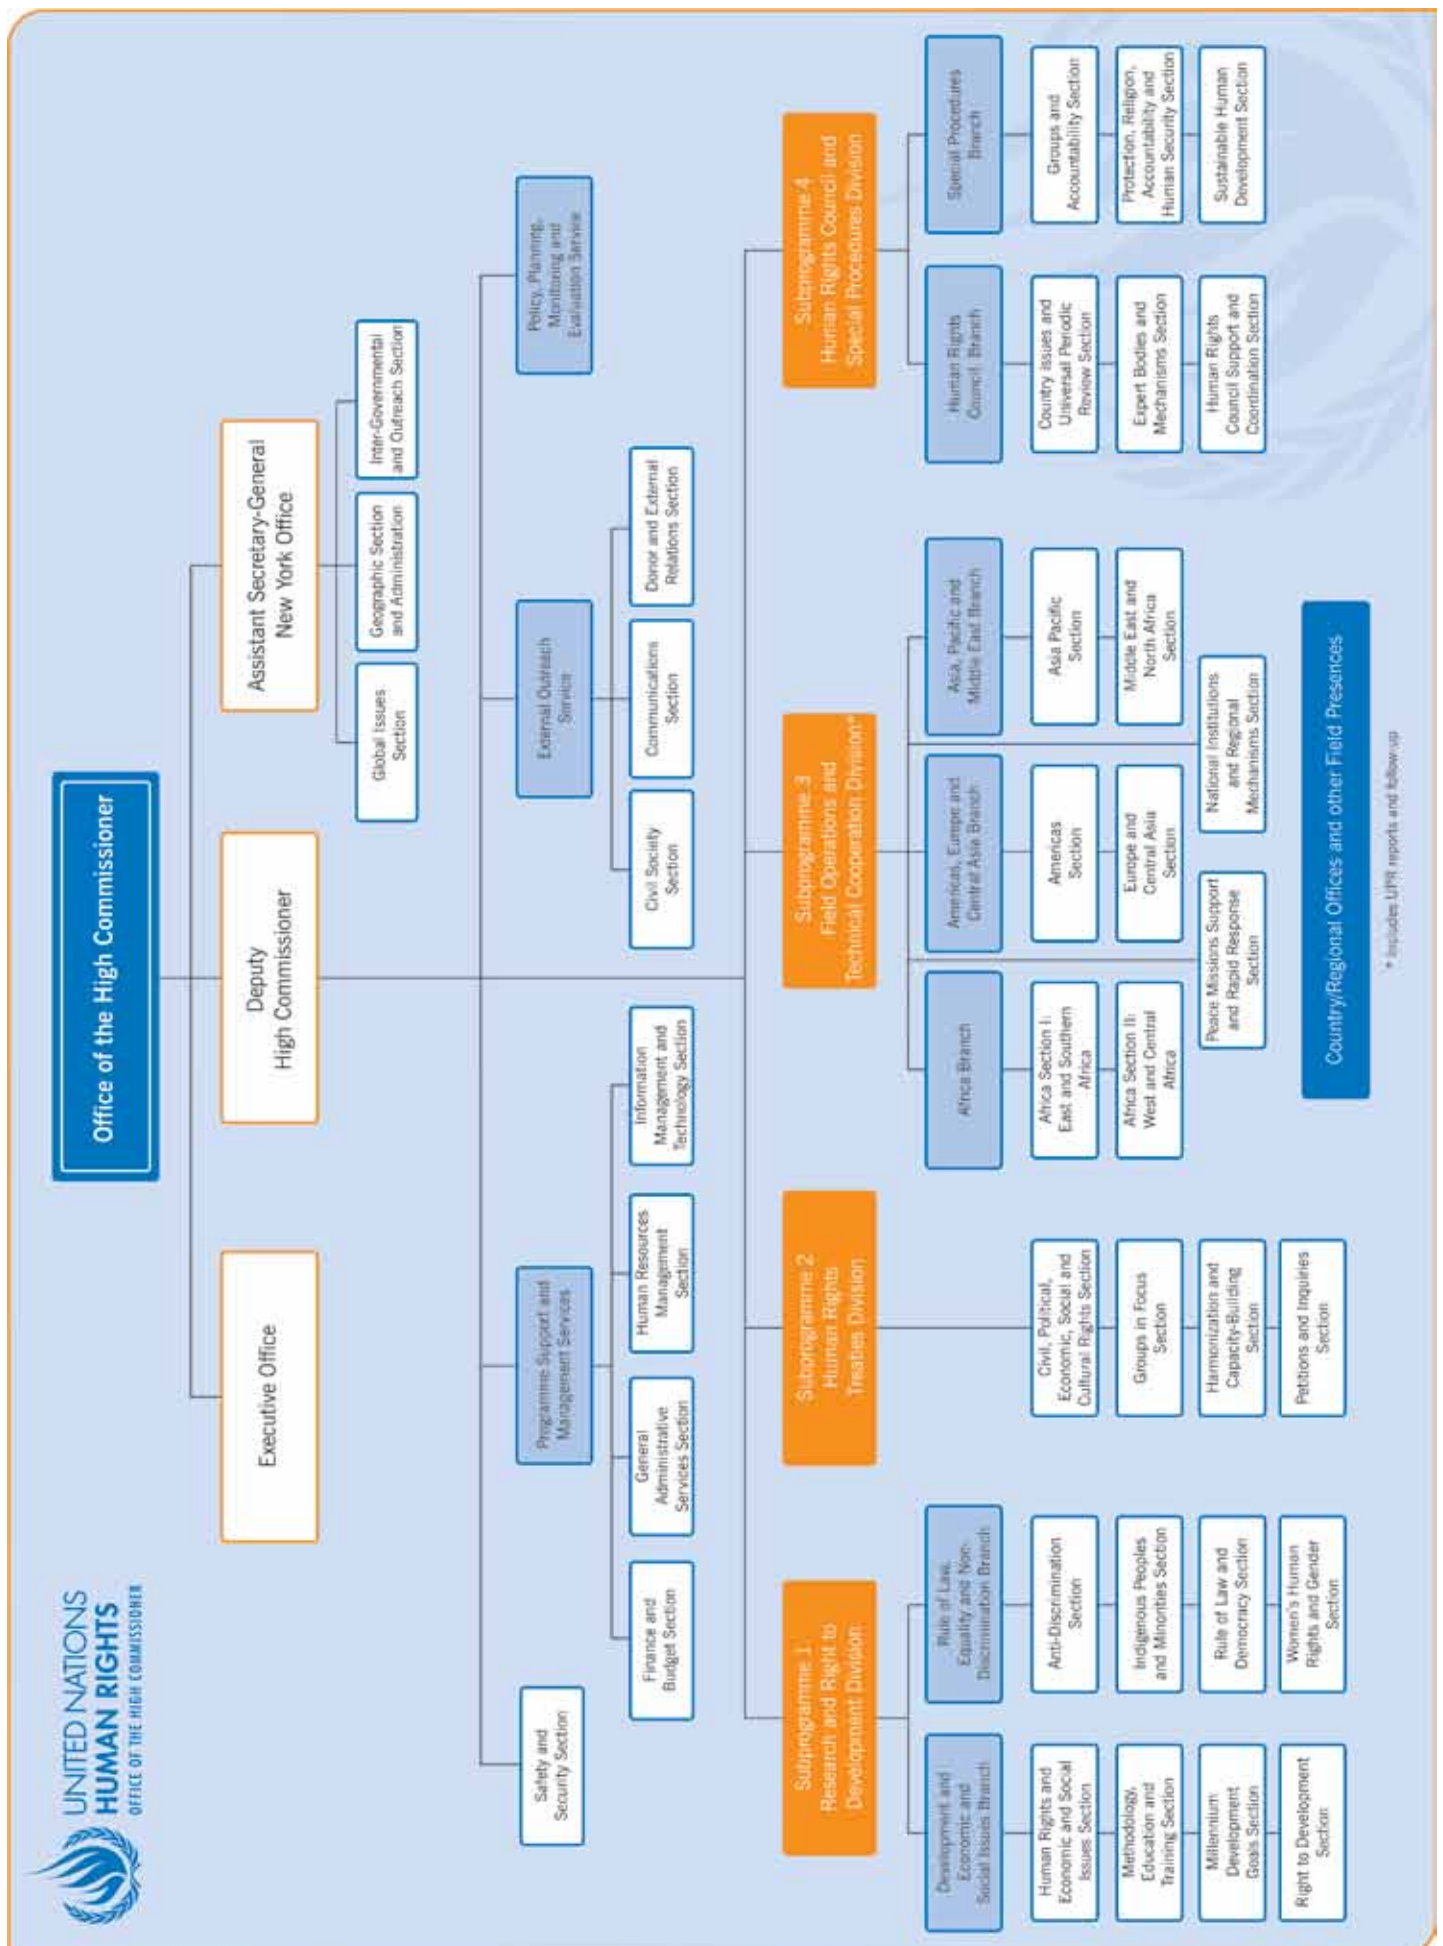 UNITED NATIONS
HUMAN RIGHTS
OFFICE OF THE HIGH COMMISSIONER
Office of the High Commissioner
Executive Office
Deputy
High Commissioner
Assistant Secretary-General
New York Office
Global Issues
Section
Geographic Section
and Administration
Inter-Governmental
and Outreach Section
Safety and
Security Section
Programme Support and
Management Services
External Outreach
Service
Policy, Planning,
Monitoring and
Evaluation Service
Finance and
Budget Section
General
Administrative
Services Section
Human Resources
Management
Section
Information
Management and
Technology Section
Civil Society
Section
Communications
Section
Donor and External
Relations Section
Subprogramme 1
Research and Right to
Development Division
Subprogramme 2
Human Rights
Treaties Division
Subprogramme 3
Field Operations and
Technical Cooperation Division*
Subprogramme 4
Human Rights Council and
Special Procedures Division
Development and
Economic and
Social Issues Branch
Human Rights and
Economic and Social
Issues Section
Methodology,
Education and
Training Section
Millennium
Development
Goals Section
Right to Development
Section
Rule of Law,
Equality and Non-
Discrimination Branch
Anti-Discrimination
Section
Indigenous Peoples
and Minorities Section
Rule of Law and
Democracy Section
Women's Human
Rights and Gender
Section
Civil, Political,
Economic, Social and
Cultural Rights Section
Groups in Focus
Section
Harmonization and
Capacity-Building
Section
Petitions and Inquiries
Section
Africa Branch
Africa Section I:
East and Southern
Africa
Africa Section II:
West and Central
Africa
Americas, Europe and
Central Asia Branch
Americas
Section
Europe and
Central Asia
Section
Asia, Pacific and
Middle East Branch
Asia Pacific
Section
Middle East and
North Africa
Section
Peace Missions Support
and Rapid Response
Section
National Institutions
and Regional
Mechanisms Section
Human Rights
Council Branch
Country issues and
Universal Periodic
Review Section
Expert Bodies and
Mechanisms Section
Human Rights
Council Support and
Coordination Section
Special Procedures
Branch
Groups and
Accountability Section
Protection, Religion,
Accountability and
Human Security Section
Sustainable Human
Development Section
Country/Regional Offices and other Field Presences
* Includes UPR reports and follow-up